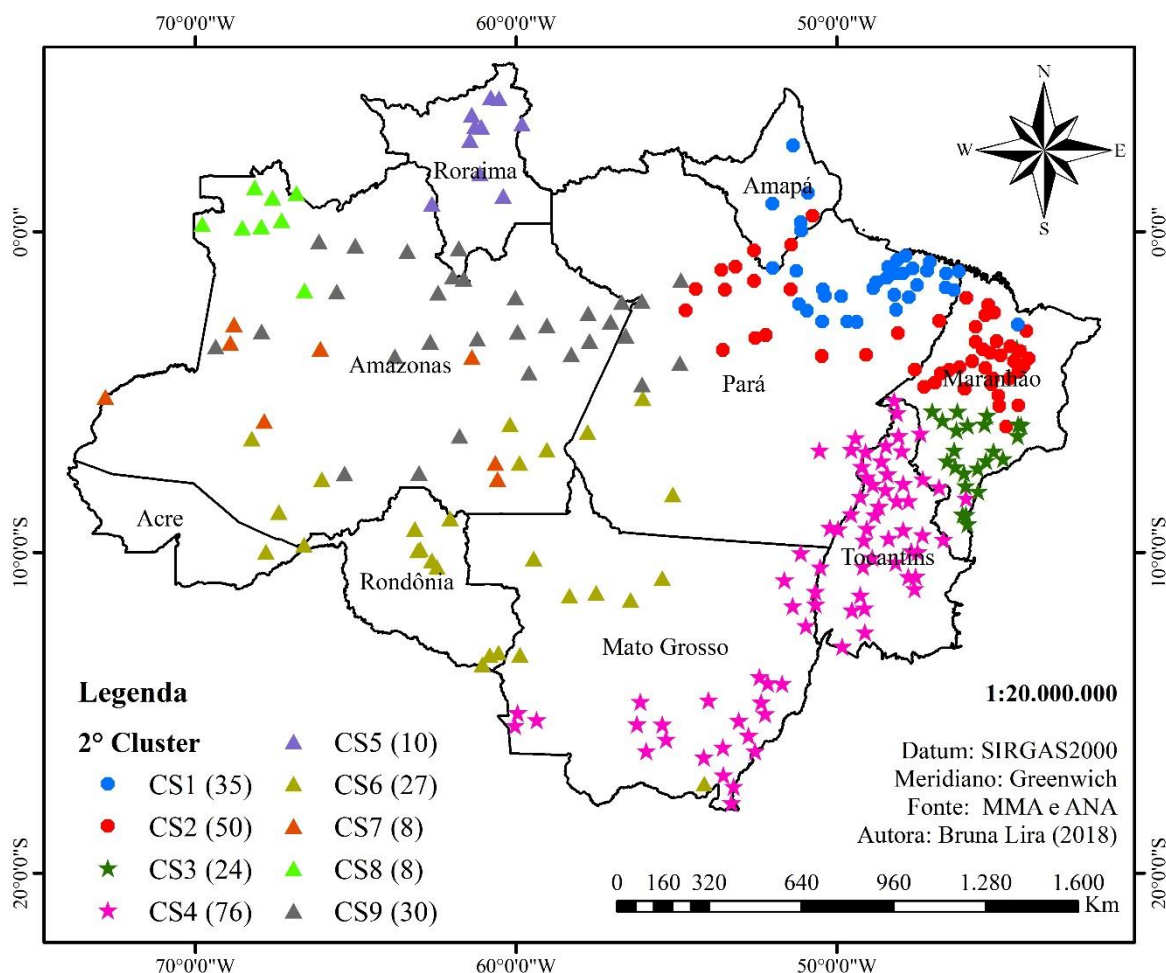 70°0'0"W 60°0'0"W 50°0'0"W
N
W E
S
Roraima
Amapá
0°0'0" 0°0'0"
Amazonas
Pará
Maranhão
Acre
Rondônia
Tocantins
10°0'0"S 10°0'0"S
Mato Grosso
Legenda
2° Cluster
CS1 (35)
CS2 (50)
CS3 (24)
CS4 (76)
CS5 (10)
CS6 (27)
CS7 (8)
CS8 (8)
CS9 (30)
1:20.000.000
Datum: SIRGAS2000
Meridiano: Greenwich
Fonte: MMA e ANA
Autora: Bruna Lira (2018)
0 160 320 640 960 1.280 1.600
Km
20°0'0"S 20°0'0"S
70°0'0"W 60°0'0"W 50°0'0"W